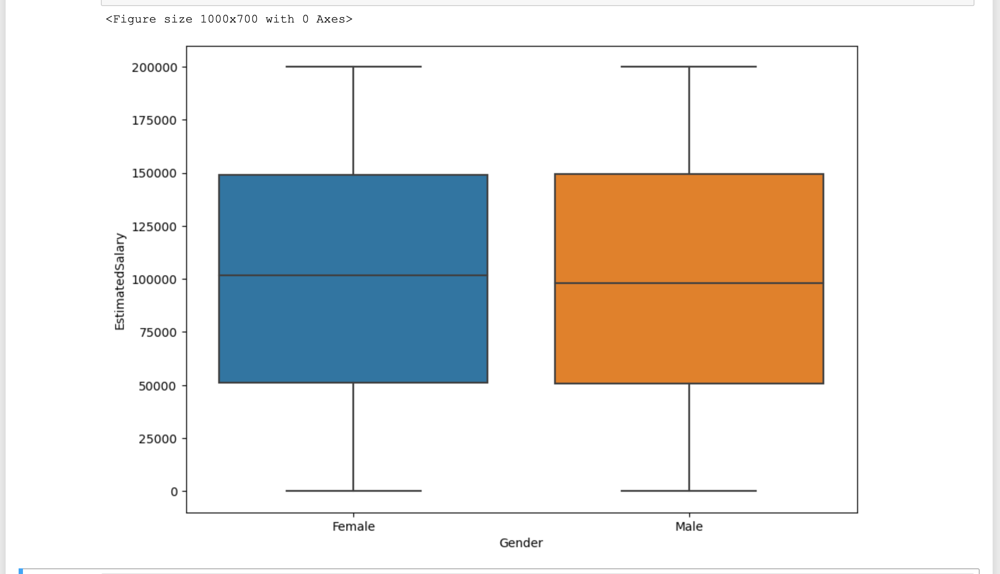 <Figure size 1000x700 with 0 Axes>
200000
175000
150000
125000
100000
75000
50000
25000
0
EstimatedSalary
Female
Male
Gender